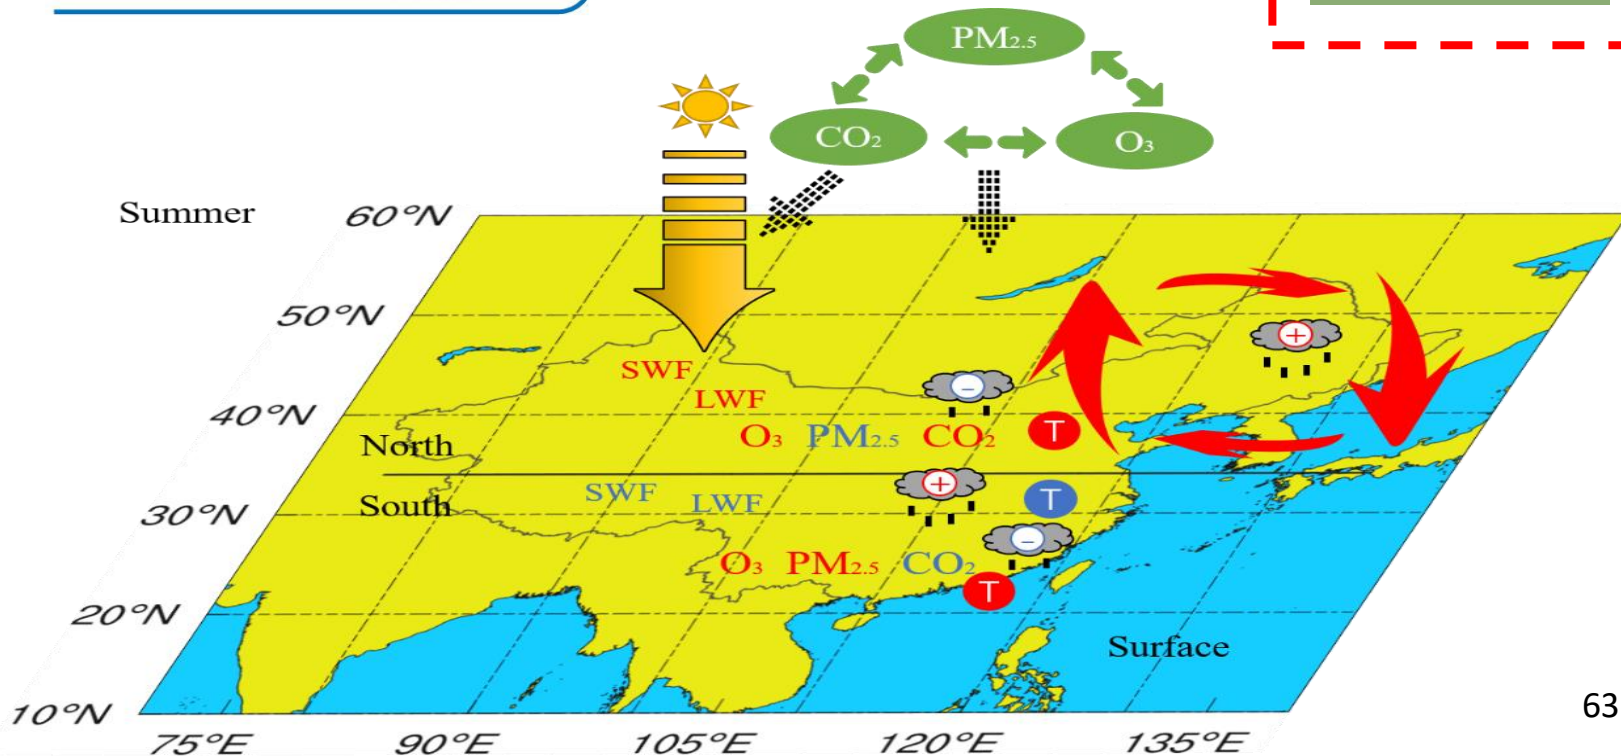 PM₂.₅
CO₂
O₃
Summer
60°N
50°N
40°N
30°N
20°N
10°N
SWF
LWF
+
-
O₃ PM₂.₅ CO₂ T
North
+
South
SWF
LWF
T
-
O₃ PM₂.₅ CO₂
T
Surface
63
75°E 90°E 105°E 120°E 135°E